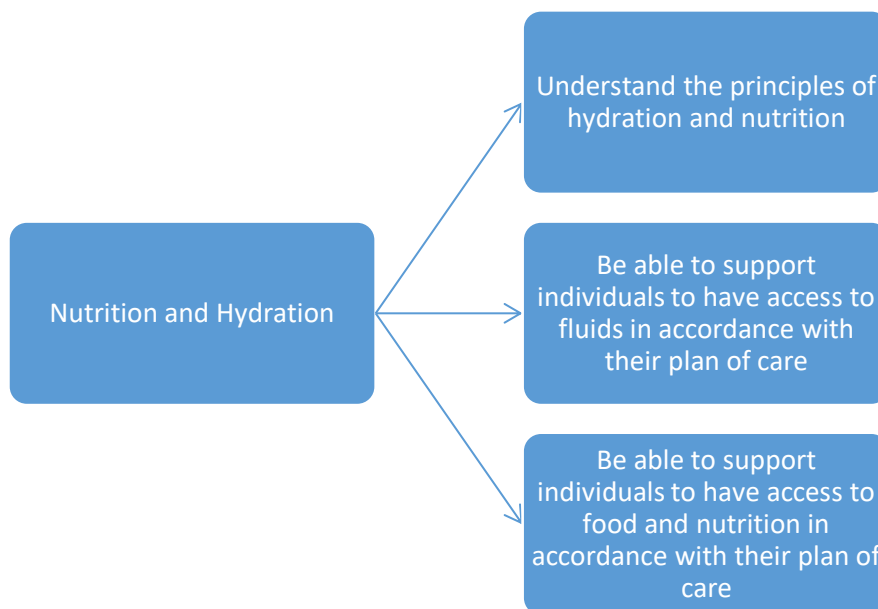 Understand the principles of
hydration and nutrition
Nutrition and Hydration
Be able to support
individuals to have access to
fluids in accordance with
their plan of care
Be able to support
individuals to have access to
food and nutrition in
accordance with their plan of
care